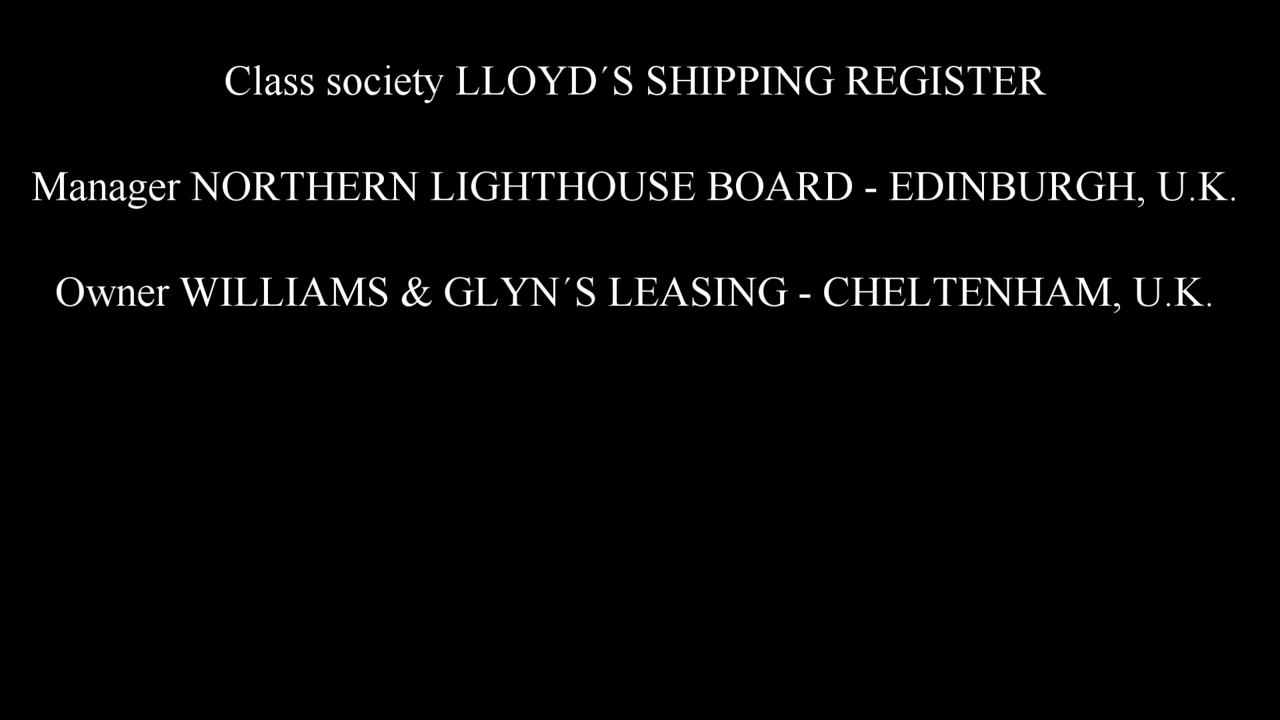 Class society LLOYD´S SHIPPING REGISTER
Manager NORTHERN LIGHTHOUSE BOARD - EDINBURGH, U.K.
Owner WILLIAMS & GLYN´S LEASING - CHELTENHAM, U.K.